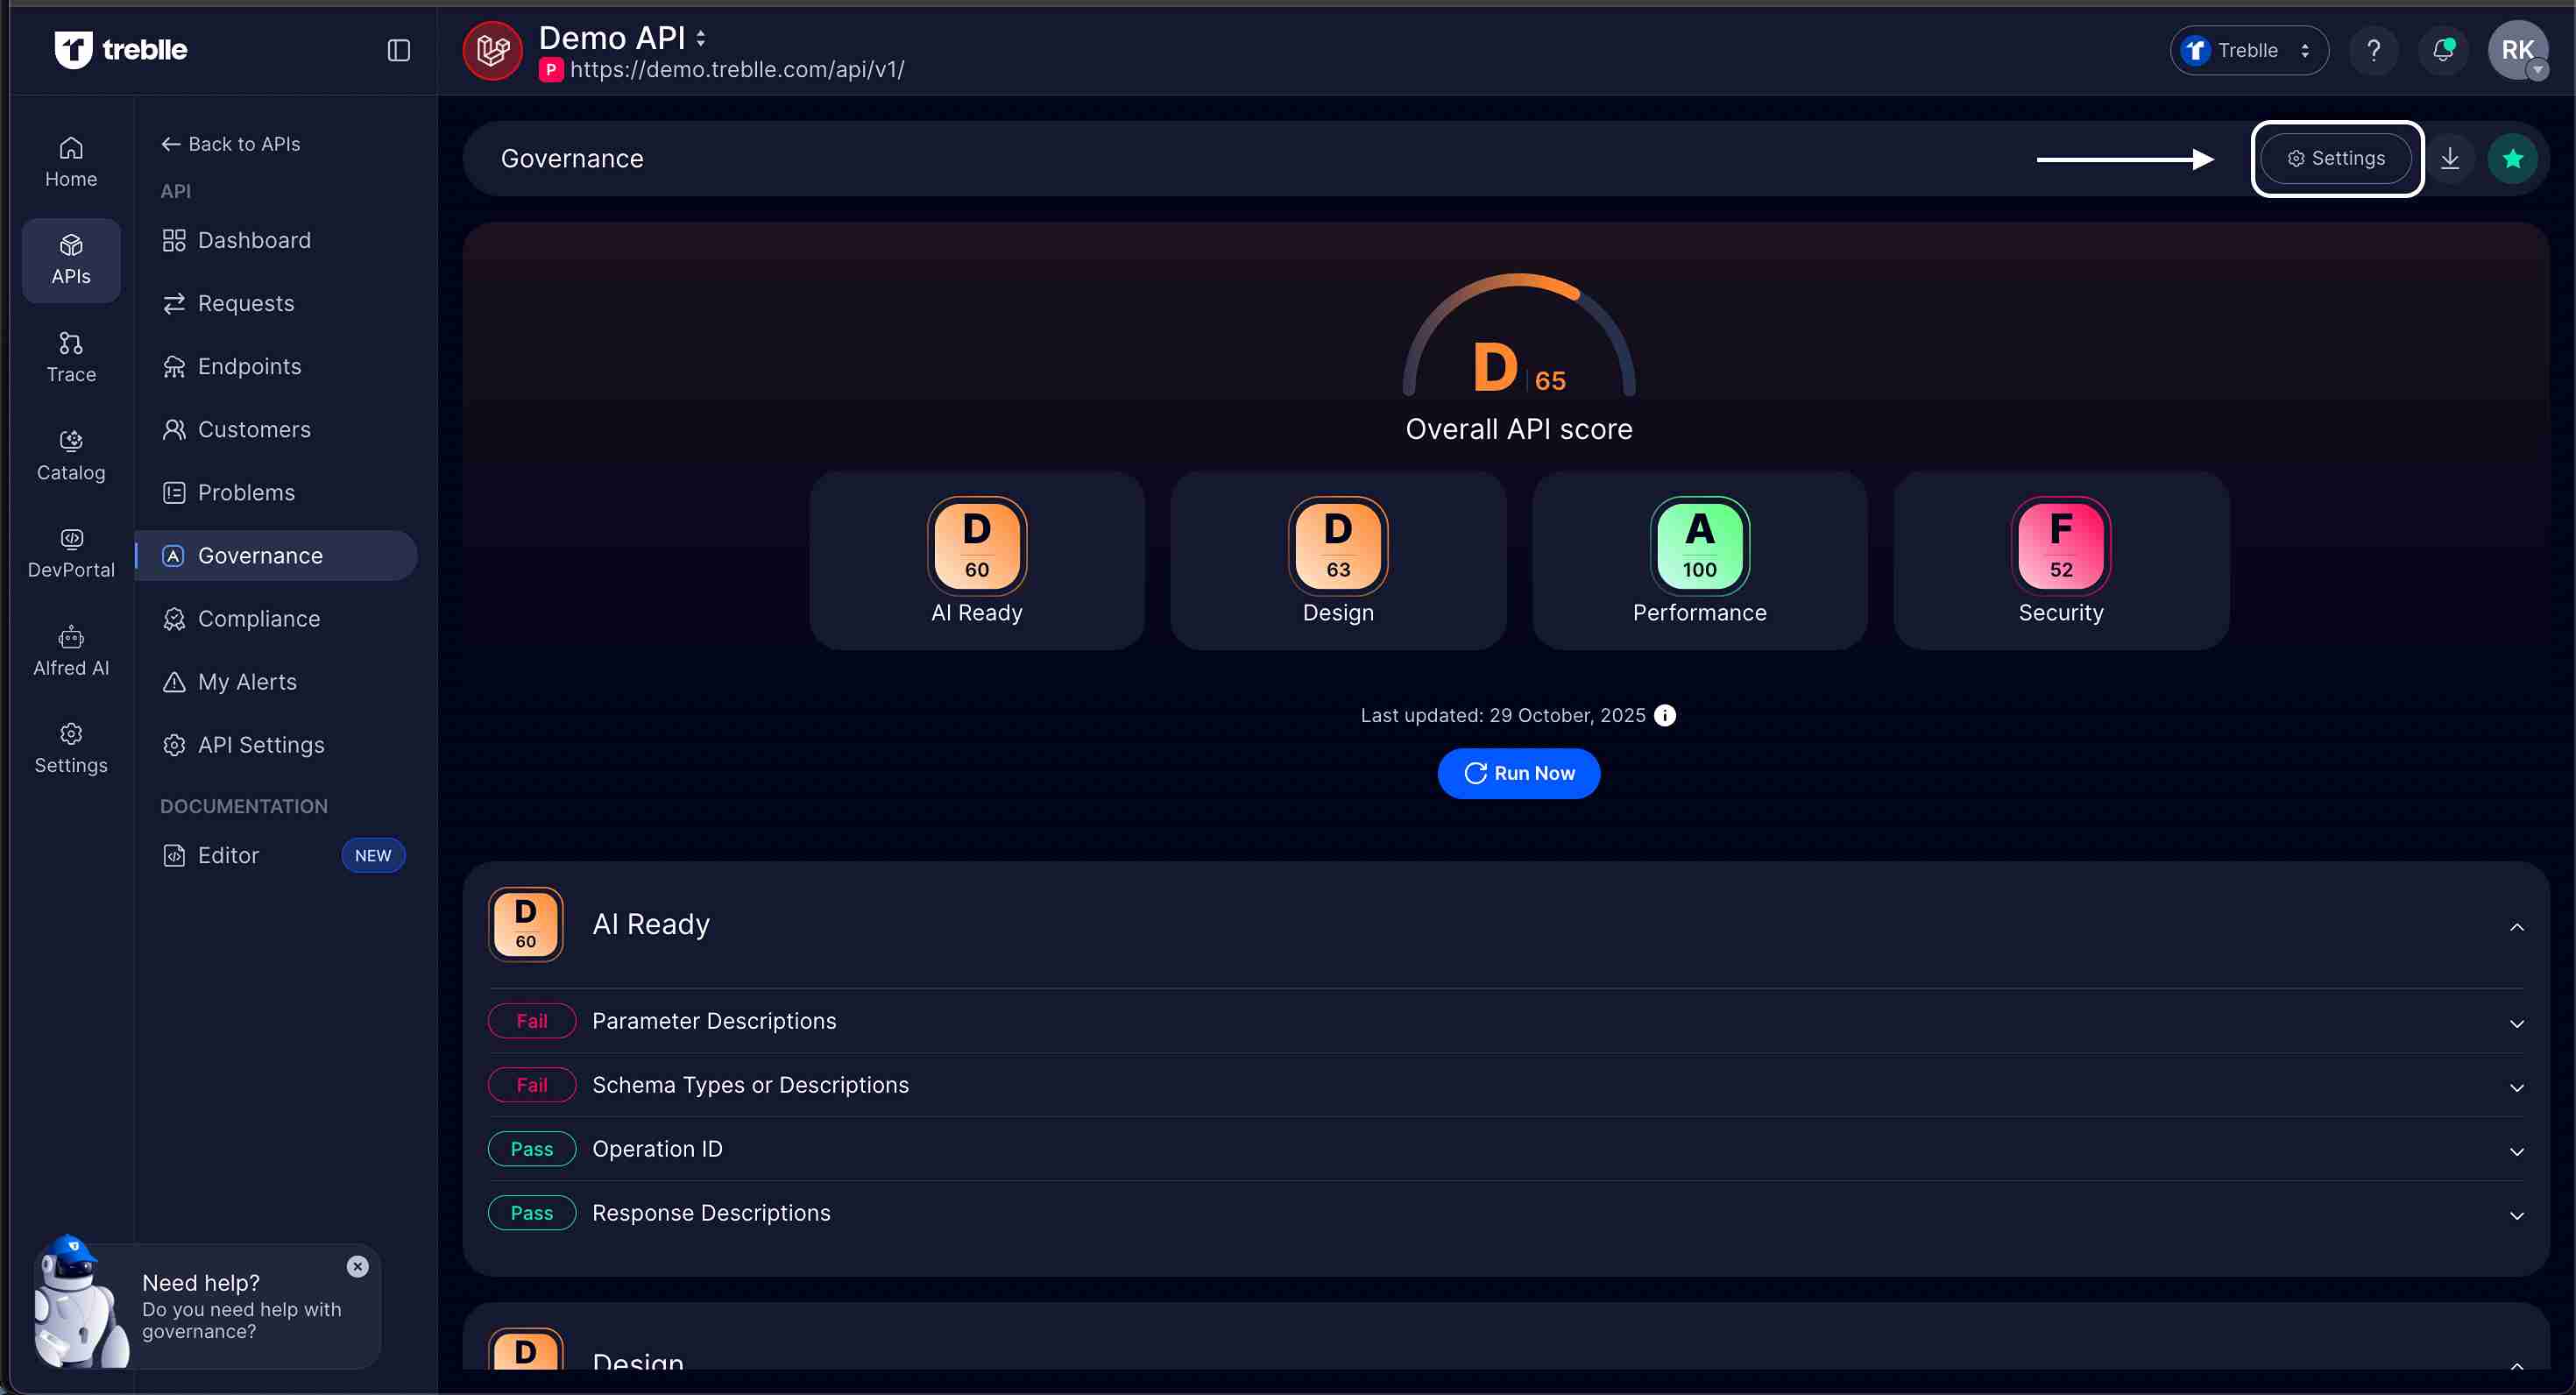 treblle
Demo API
P https://demo.treblle.com/api/v1/
Treblle
?
RK
Home
APIs
Trace
Catalog
DevPortal
Alfred AI
Settings
Back to APIs
API
Dashboard
Requests
Endpoints
Customers
Problems
Governance
Compliance
My Alerts
API Settings
DOCUMENTATION
Editor NEW
Need help?
Do you need help with
governance?
Governance
Settings
D 65
Overall API score
D
60
AI Ready
D
63
Design
A
100
Performance
F
52
Security
Last updated: 29 October, 2025
Run Now
D
60
AI Ready
Fail Parameter Descriptions
Fail Schema Types or Descriptions
Pass Operation ID
Pass Response Descriptions
D
Design